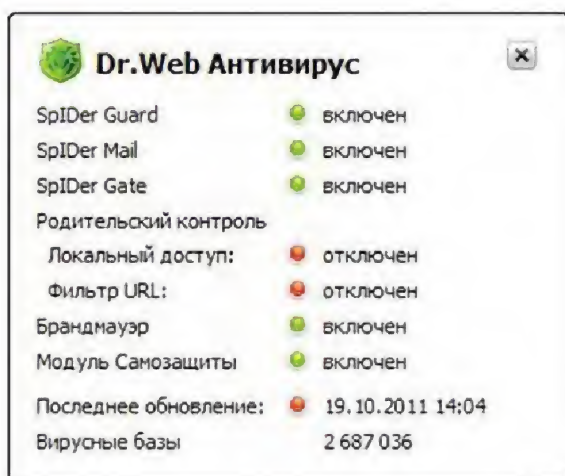 Dr.Web Антивирус
SpIDer Guard включен
SpIDer Mail включен
SpIDer Gate включен
Родительский контроль
Локальный доступ: отключен
Фильтр URL: отключен
Брандмауэр включен
Модуль Самозащиты включен
Последнее обновление: 19.10.2011 14:04
Вирусные базы 2 687 036